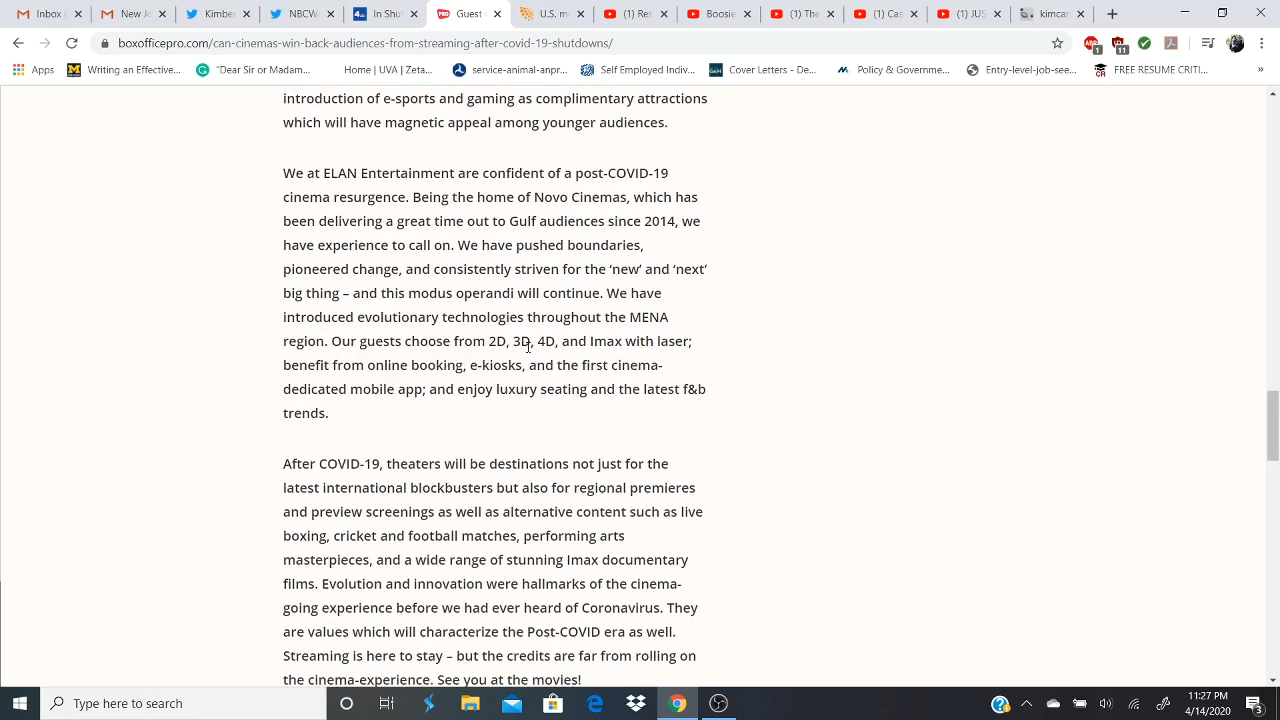 Inbox
New Jo
Kimbe
NBCW
In Shu
Guest
U.S. m
(1) Res
Boosie
(1) The
(1) Cas
(1) JUS
kimcar
boxofficepro.com/can-cinemas-win-back-audiences-from-streaming-after-covid-19-shutdowns/
1
11
Apps
Writing an Effective...
"Dear Sir or Madam...
Home | UVA | Zeta...
service-animal-anpr...
Self Employed Indiv...
Cover Letters - De...
Policy & Governme...
Entry-level-job-see...
FREE RESUME CRITI...
introduction of e-sports and gaming as complimentary attractions
which will have magnetic appeal among younger audiences.
We at ELAN Entertainment are confident of a post-COVID-19
cinema resurgence. Being the home of Novo Cinemas, which has
been delivering a great time out to Gulf audiences since 2014, we
have experience to call on. We have pushed boundaries,
pioneered change, and consistently striven for the ‘new’ and ‘next’
big thing – and this modus operandi will continue. We have
introduced evolutionary technologies throughout the MENA
region. Our guests choose from 2D, 3D, 4D, and Imax with laser;
benefit from online booking, e-kiosks, and the first cinema-
dedicated mobile app; and enjoy luxury seating and the latest f&b
trends.
After COVID-19, theaters will be destinations not just for the
latest international blockbusters but also for regional premieres
and preview screenings as well as alternative content such as live
boxing, cricket and football matches, performing arts
masterpieces, and a wide range of stunning Imax documentary
films. Evolution and innovation were hallmarks of the cinema-
going experience before we had ever heard of Coronavirus. They
are values which will characterize the Post-COVID era as well.
Streaming is here to stay – but the credits are far from rolling on
the cinema-experience. See you at the movies!
Type here to search
11:27 PM
4/14/2020
3